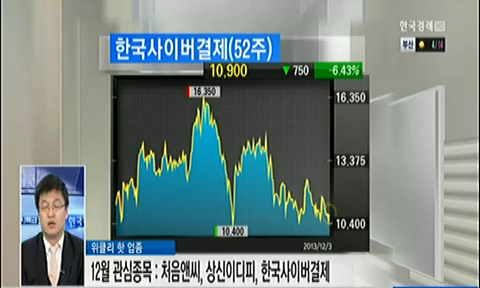 한국경제 HD
부산 4/14
한국사이버결제(52주)
10,900 ▼750 -6.43%
16,350
16,350
13,375
10,400
10,400
2013/12/3
위클리 핫 업종
12월 관심종목 : 처음앤씨, 상신이디피, 한국사이버결제